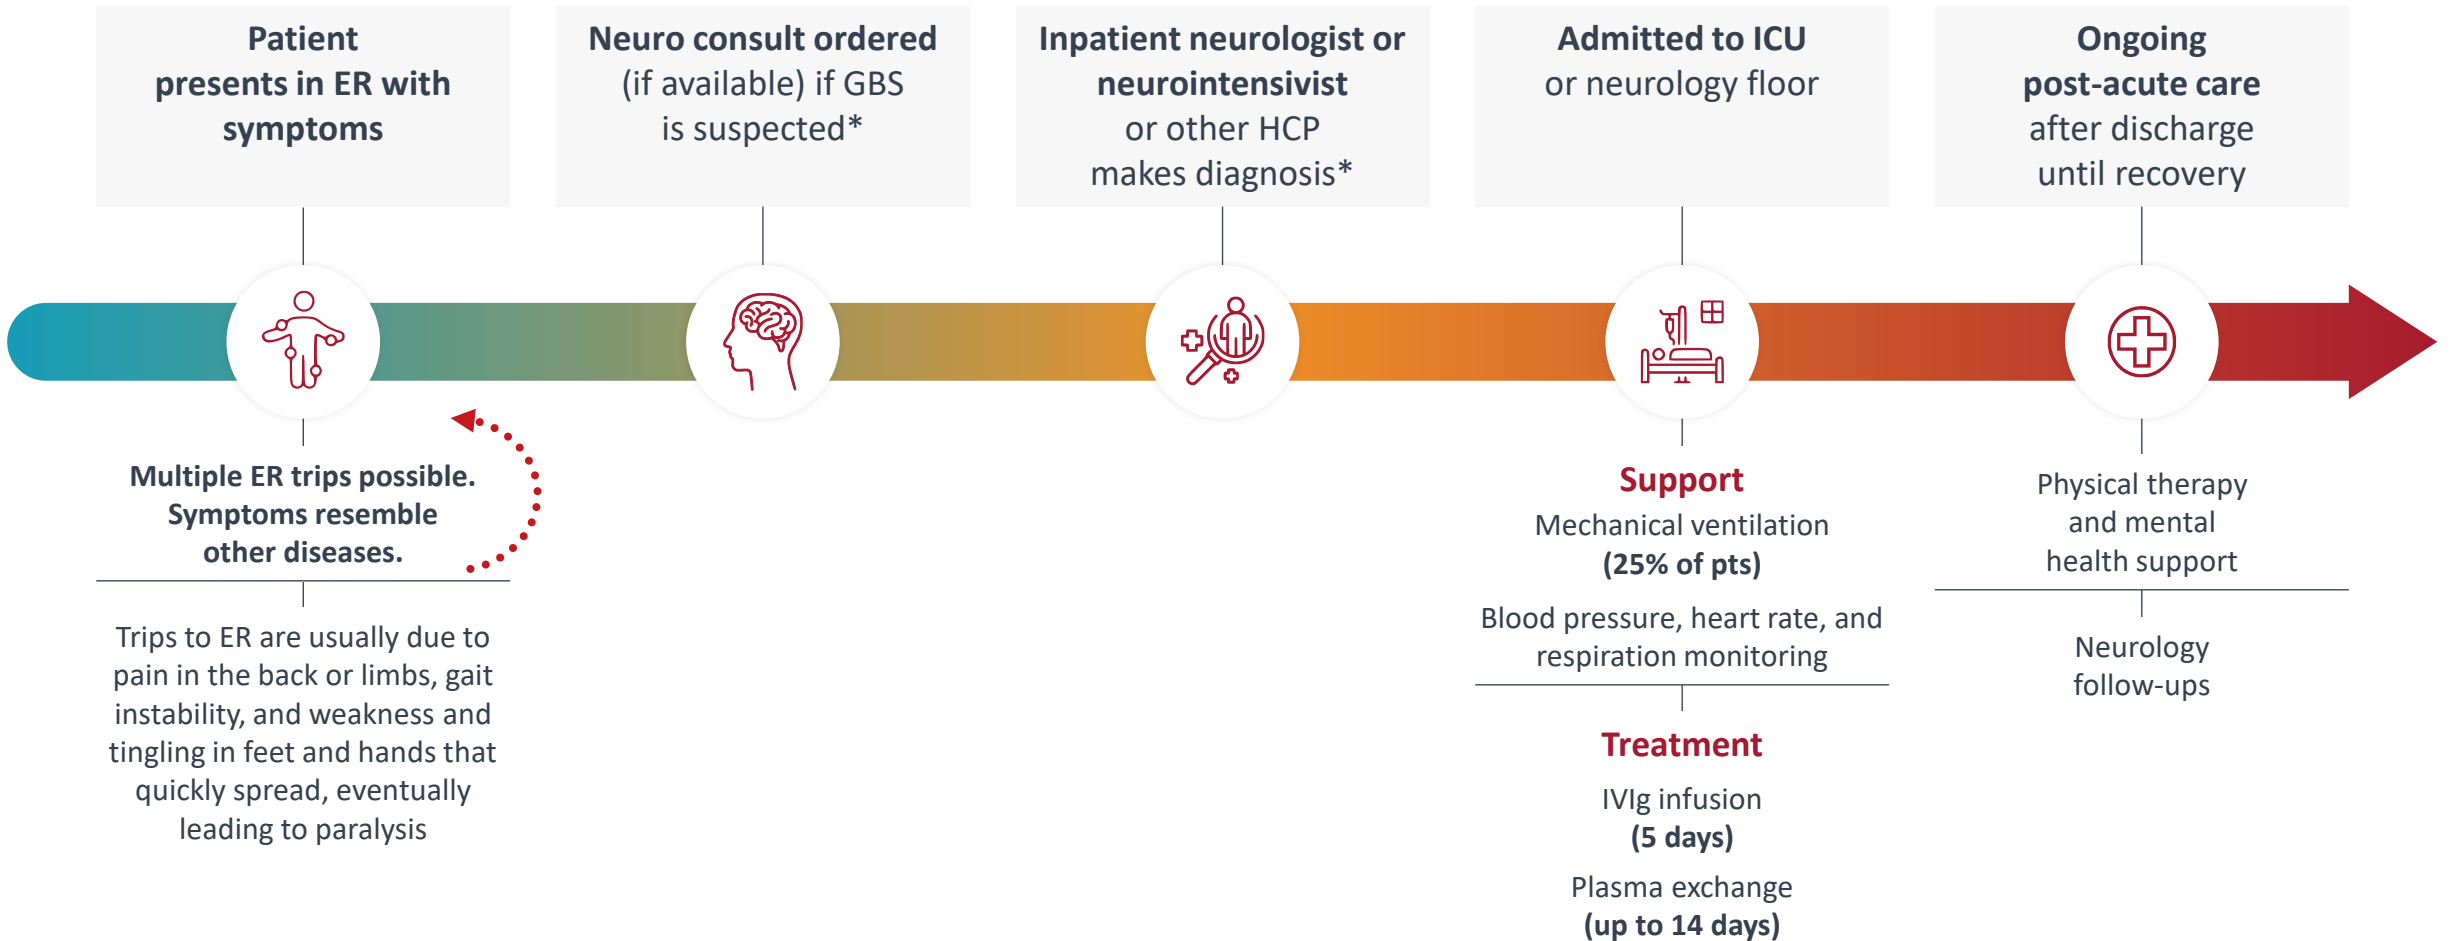 Patient
presents in ER with
symptoms
Multiple ER trips possible.
Symptoms resemble
other diseases.
Trips to ER are usually due to
pain in the back or limbs, gait
instability, and weakness and
tingling in feet and hands that
quickly spread, eventually
leading to paralysis
Neuro consult ordered
(if available) if GBS
is suspected*
Inpatient neurologist or
neurointensivist
or other HCP
makes diagnosis*
Admitted to ICU
or neurology floor
Support
Mechanical ventilation
(25% of pts)
Blood pressure, heart rate, and
respiration monitoring
Treatment
IVIg infusion
(5 days)
Plasma exchange
(up to 14 days)
Ongoing
post-acute care
after discharge
until recovery
Physical therapy
and mental
health support
Neurology
follow-ups